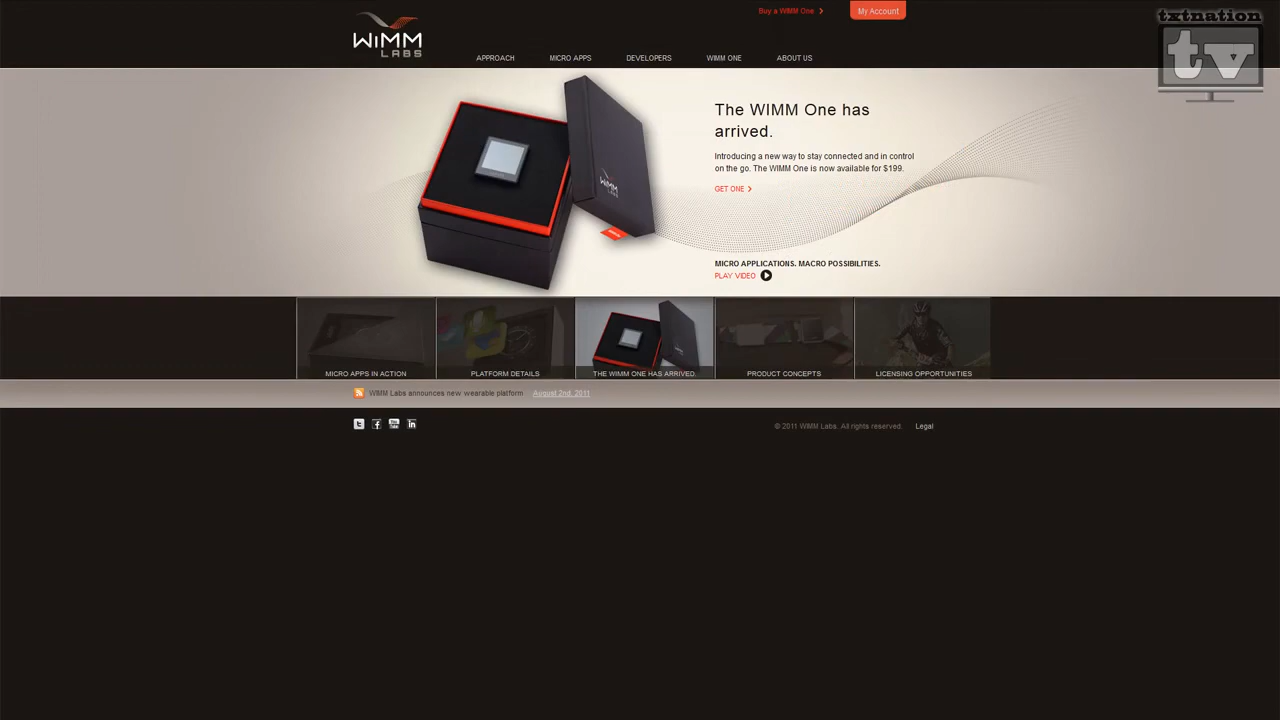 Buy a WIMM One
My Account
txtnation
tv
WIMM
LABS
APPROACH
MICRO APPS
DEVELOPERS
WIMM ONE
ABOUT US
The WIMM One has
arrived.
Introducing a new way to stay connected and in control
on the go. The WIMM One is now available for $199.
GET ONE
WIMM
LABS
MICRO APPLICATIONS. MACRO POSSIBILITIES.
PLAY VIDEO
MICRO APPS IN ACTION
PLATFORM DETAILS
THE WIMM ONE HAS ARRIVED.
PRODUCT CONCEPTS
LICENSING OPPORTUNITIES
WIMM Labs announces new wearable platform
August 2nd, 2011
© 2011 WIMM Labs. All rights reserved.
Legal